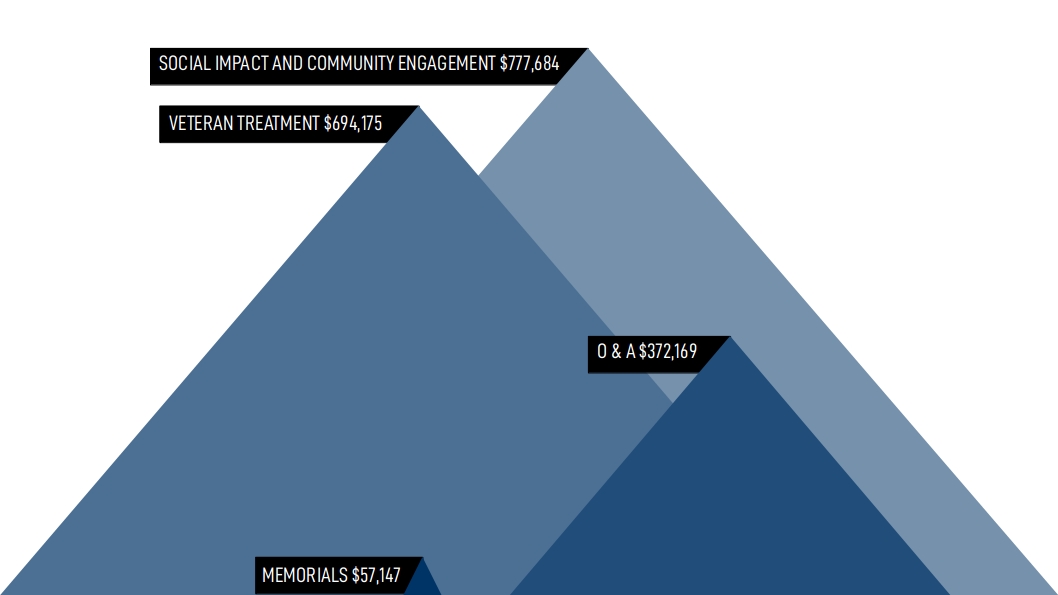 SOCIAL IMPACT AND COMMUNITY ENGAGEMENT $777,684
VETERAN TREATMENT $694,175
O & A $372,169
MEMORIALS $57,147